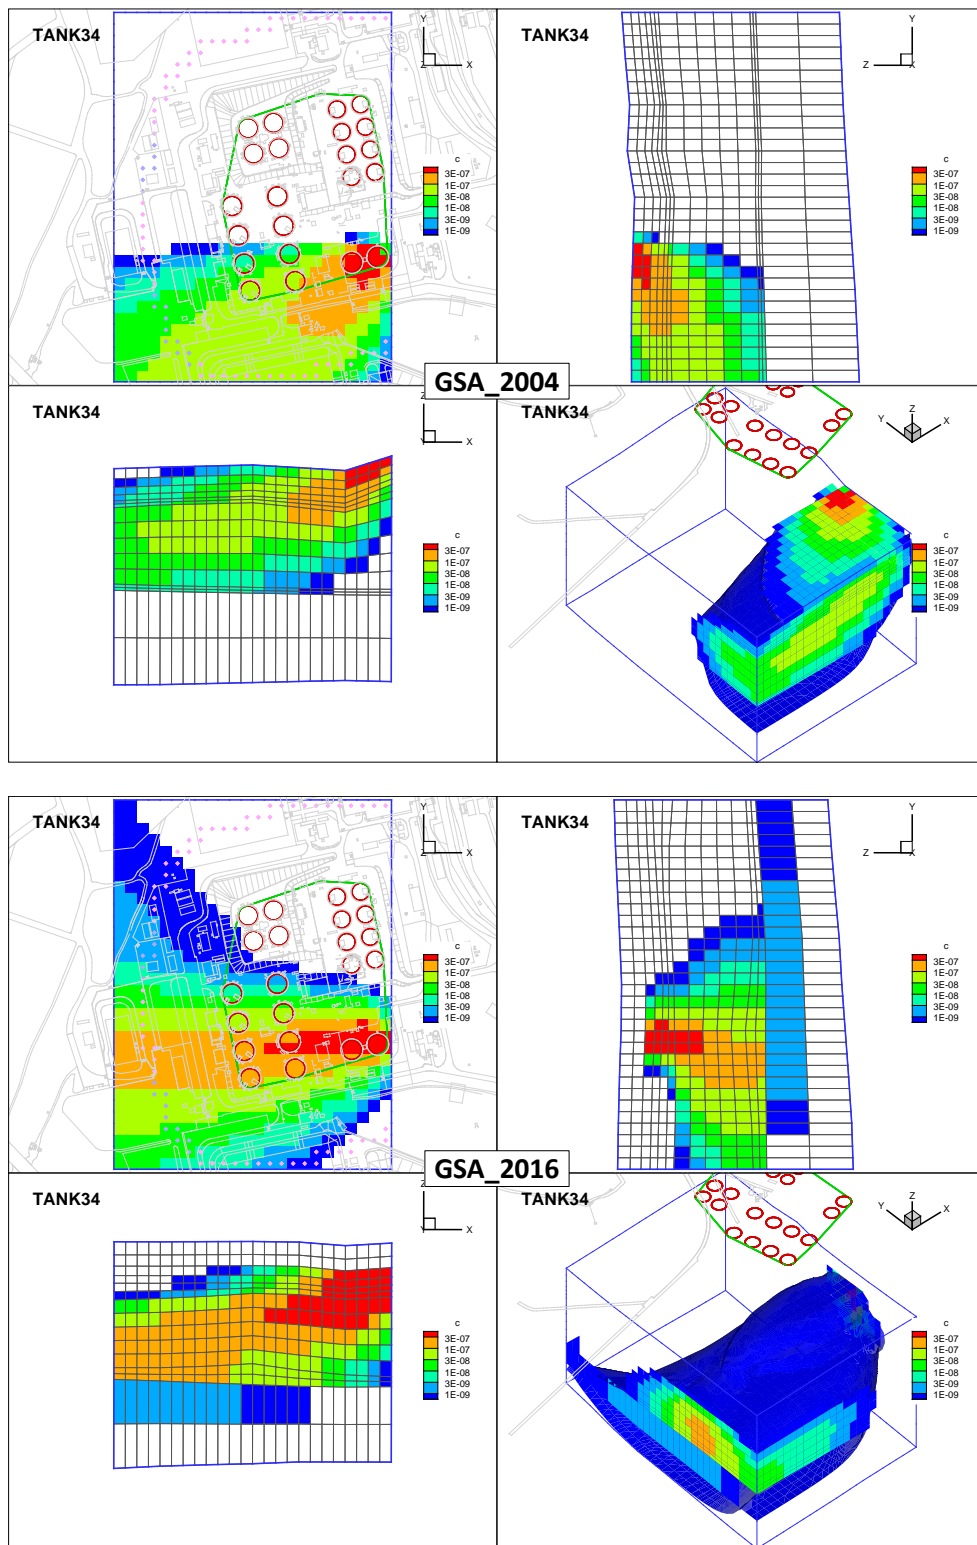 TANK34
Y
Z
X
c
3E-07
1E-07
3E-08
1E-08
3E-09
1E-09
TANK34
Y
Z
X
c
3E-07
1E-07
3E-08
1E-08
3E-09
1E-09
GSA_2004
TANK34
Z
Y
X
c
3E-07
1E-07
3E-08
1E-08
3E-09
1E-09
TANK34
Z
Y
X
c
3E-07
1E-07
3E-08
1E-08
3E-09
1E-09
TANK34
Y
Z
X
c
3E-07
1E-07
3E-08
1E-08
3E-09
1E-09
TANK34
Y
Z
X
c
3E-07
1E-07
3E-08
1E-08
3E-09
1E-09
GSA_2016
TANK34
Z
Y
X
c
3E-07
1E-07
3E-08
1E-08
3E-09
1E-09
TANK34
Z
Y
X
c
3E-07
1E-07
3E-08
1E-08
3E-09
1E-09